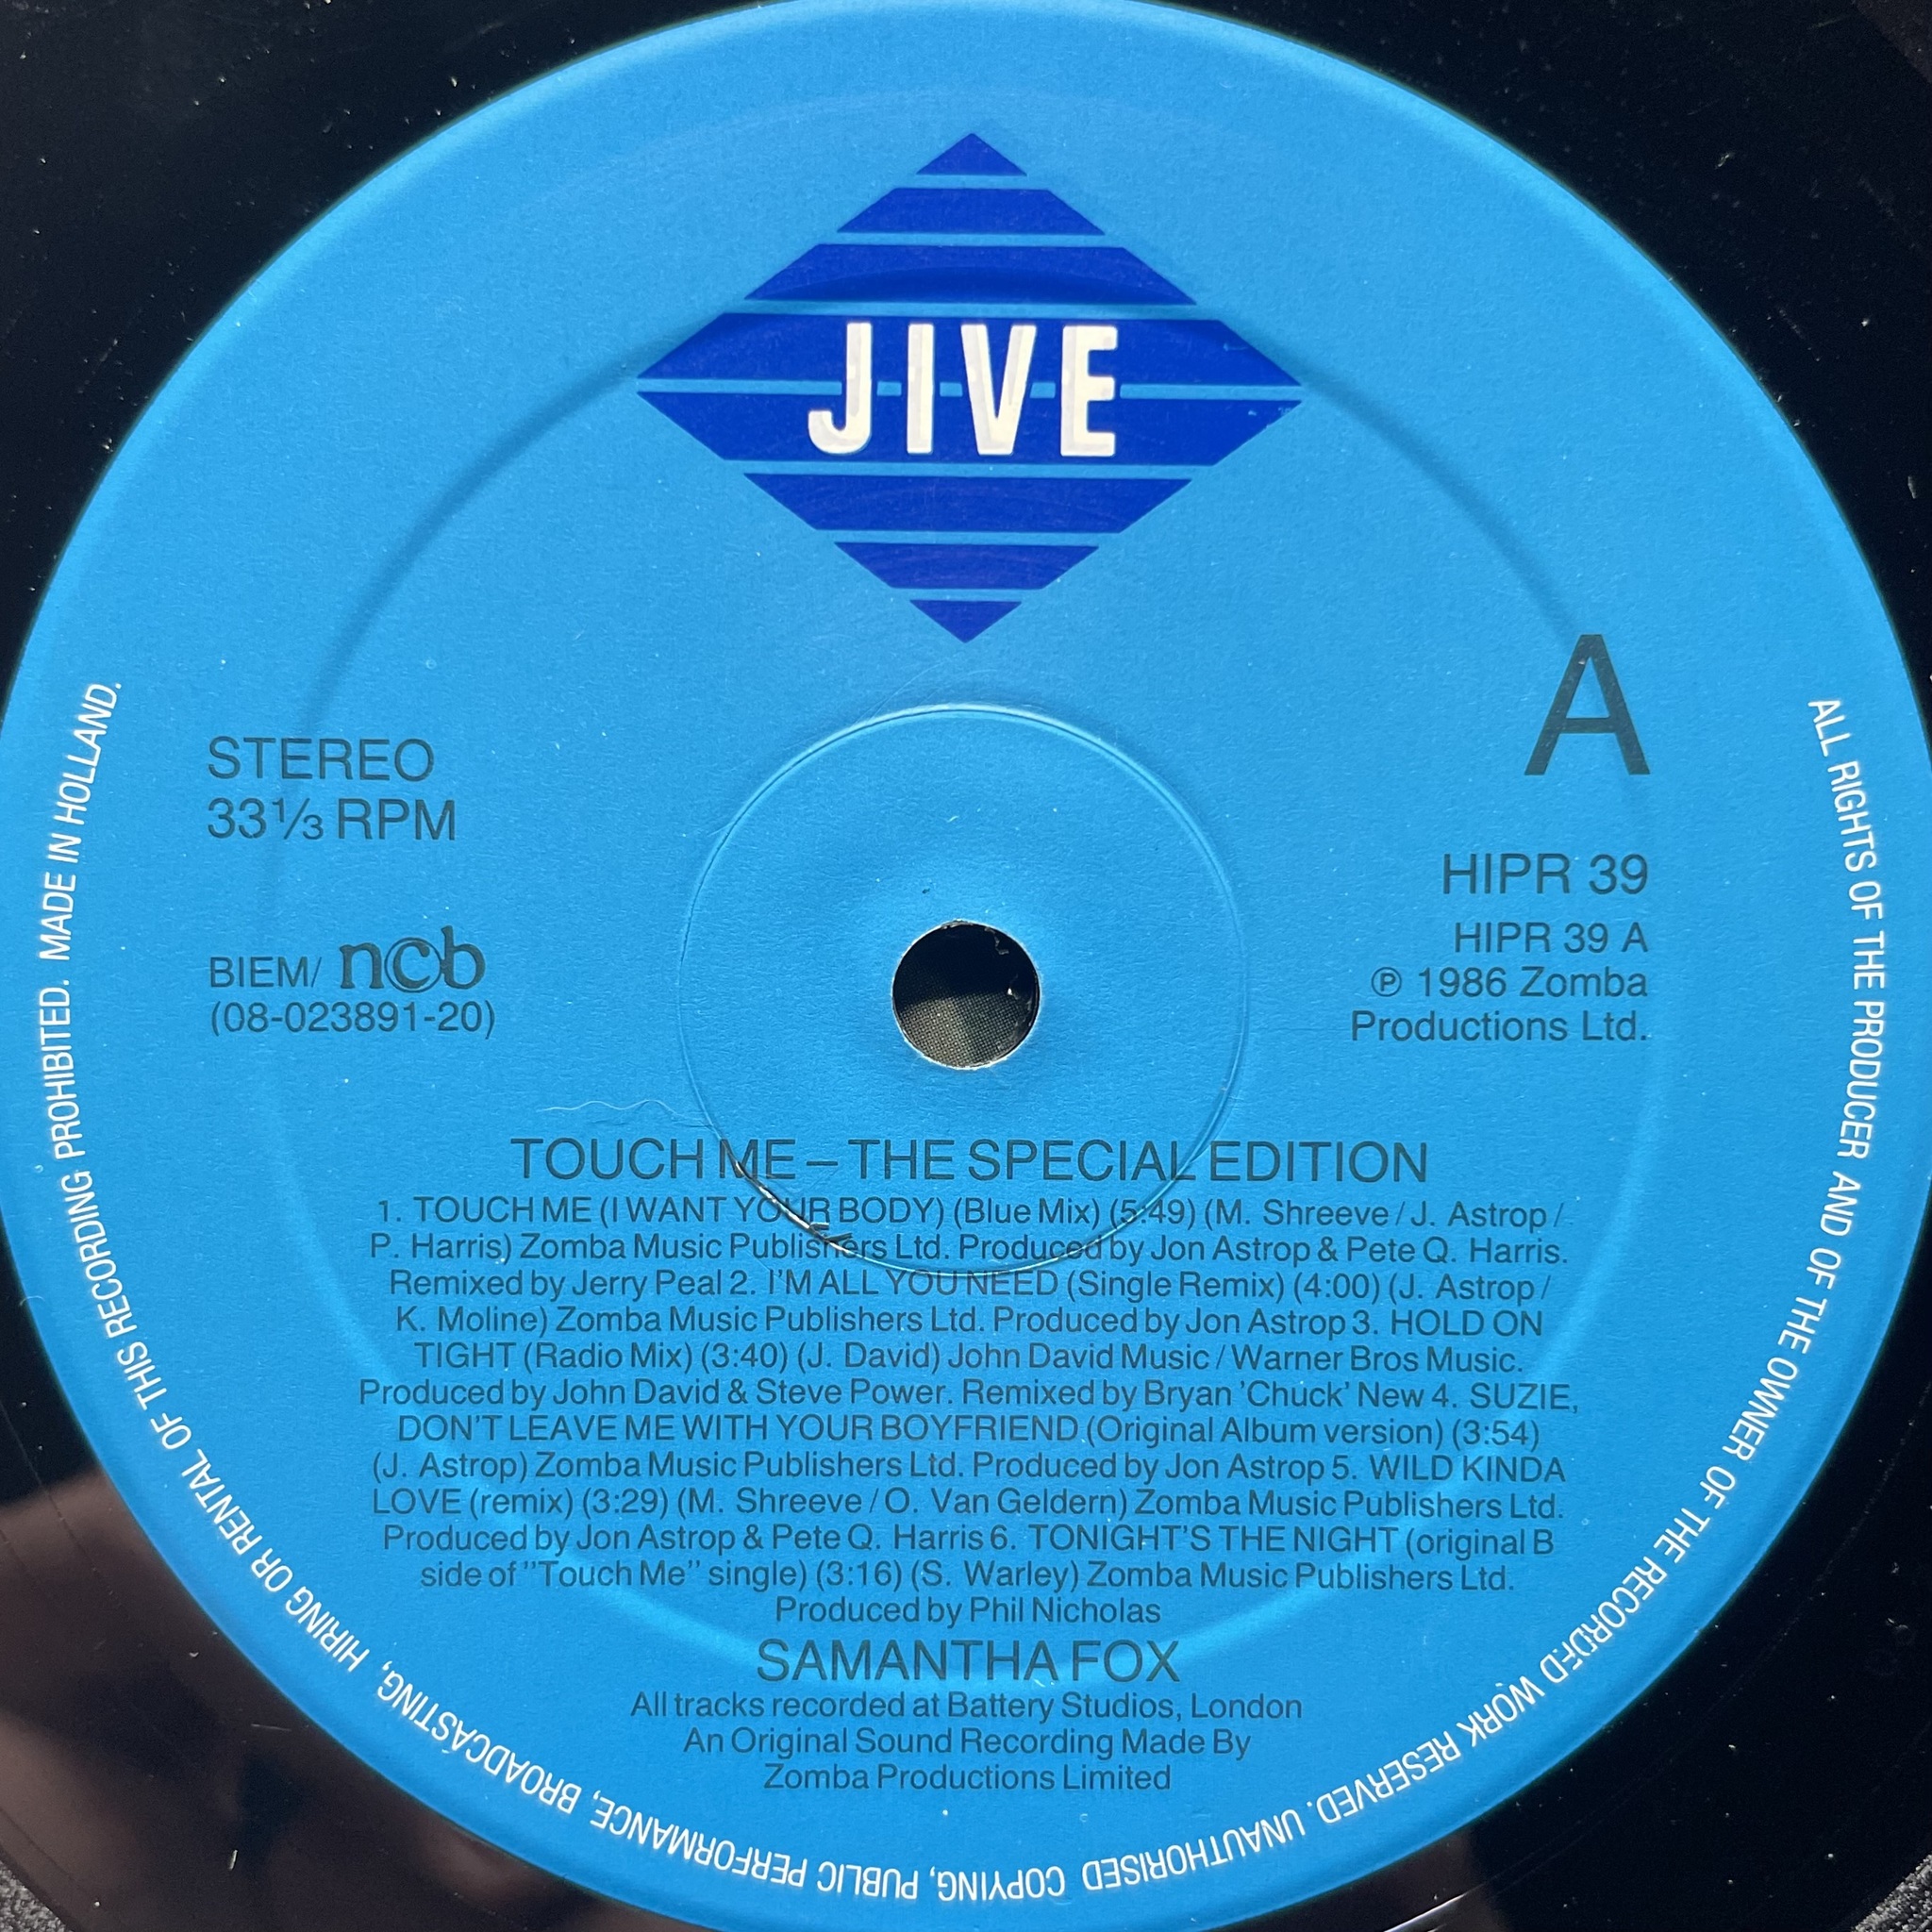 JIVE
A
STEREO
33⅓ RPM
HIPR 39
HIPR 39 A
BIEM/ ncb
(08-023891-20)
℗ 1986 Zomba
Productions Ltd.
TOUCH ME – THE SPECIAL EDITION
1. TOUCH ME (I WANT YOUR BODY) (Blue Mix) (5:49) (M. Shreeve / J. Astrop /
P. Harris) Zomba Music Publishers Ltd. Produced by Jon Astrop & Pete Q. Harris.
Remixed by Jerry Peal 2. I'M ALL YOU NEED (Single Remix) (4:00) (J. Astrop /
K. Moline) Zomba Music Publishers Ltd. Produced by Jon Astrop 3. HOLD ON
TIGHT (Radio Mix) (3:40) (J. David) John David Music / Warner Bros Music.
Produced by John David & Steve Power. Remixed by Bryan 'Chuck' New 4. SUZIE,
DON'T LEAVE ME WITH YOUR BOYFRIEND (Original Album version) (3:54)
(J. Astrop) Zomba Music Publishers Ltd. Produced by Jon Astrop 5. WILD KINDA
LOVE (remix) (3:29) (M. Shreeve / O. Van Geldern) Zomba Music Publishers Ltd.
Produced by Jon Astrop & Pete Q. Harris 6. TONIGHT'S THE NIGHT (original B
side of "Touch Me" single) (3:16) (S. Warley) Zomba Music Publishers Ltd.
Produced by Phil Nicholas
SAMANTHA FOX
All tracks recorded at Battery Studios, London
An Original Sound Recording Made By
Zomba Productions Limited
ALL RIGHTS OF THE PRODUCER AND OF THE OWNER OF THE RECORDED WORK RESERVED. UNAUTHORISED COPYING, PUBLIC PERFORMANCE, BROADCASTING, HIRING OR RENTAL OF THIS RECORDING PROHIBITED. MADE IN HOLLAND.